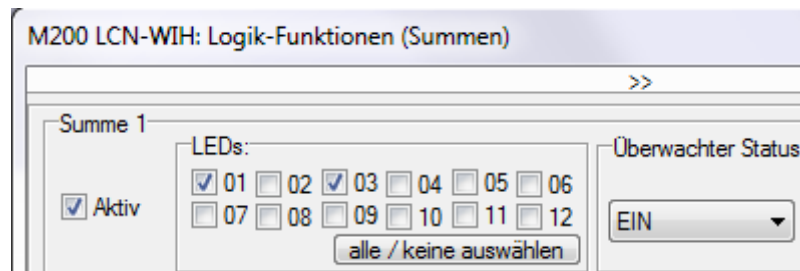 M200 LCN-WIH: Logik-Funktionen (Summen)
>>
Summe 1
LEDs:
Überwachter Status
Aktiv
01 02 03 04 05 06
07 08 09 10 11 12
EIN
alle / keine auswählen